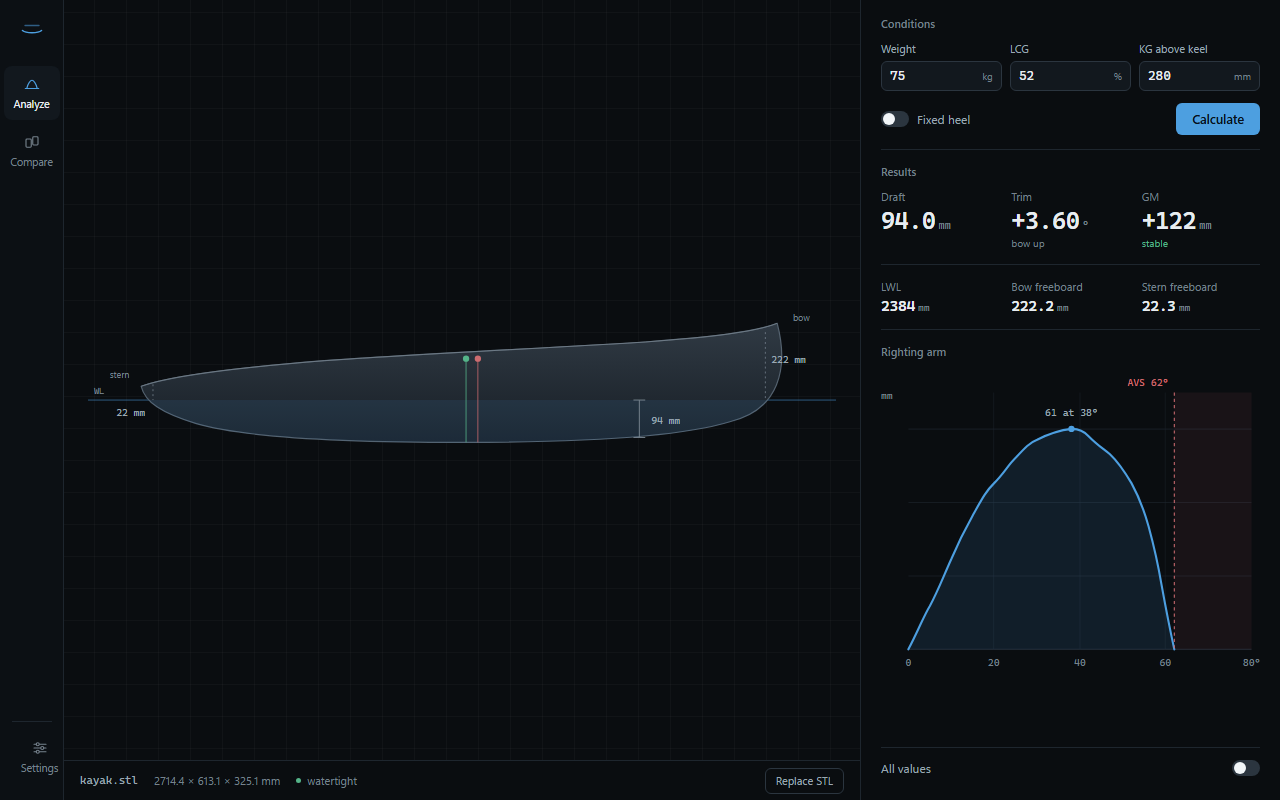 Analyze
Compare
Settings
bow
222 mm
stern
WL
22 mm
94 mm
kayak.stl 2714.4 × 613.1 × 325.1 mm watertight Replace STL
Conditions
Weight LCG KG above keel
75 kg 52 % 280 mm
Fixed heel Calculate
Results
Draft Trim GM
94.0 mm +3.60 ° +122 mm
bow up stable
LWL Bow freeboard Stern freeboard
2384 mm 222.2 mm 22.3 mm
Righting arm
AVS 62°
mm
61 at 38°
0 20 40 60 80°
All values